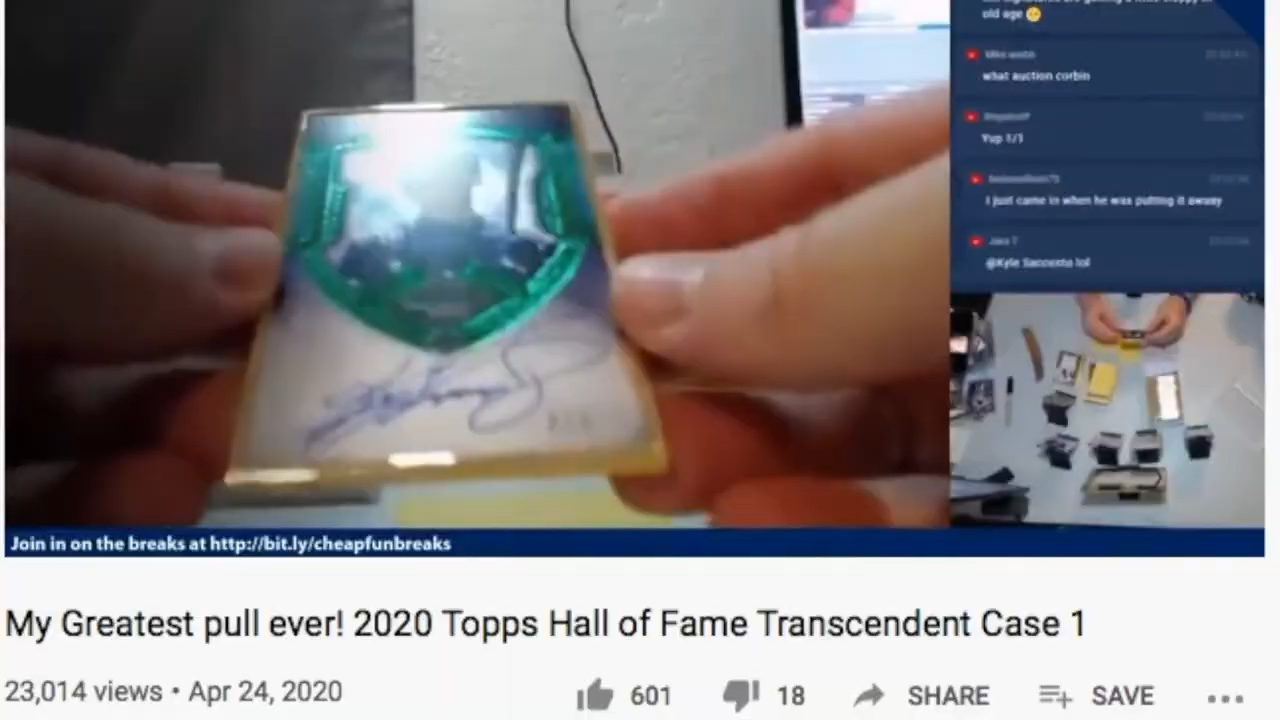 old age
what auction corbin
Yup 1/1
I just came in when he was putting it away
@Kyle Sacconto lol
Join in on the breaks at http://bit.ly/cheapfunbreaks
My Greatest pull ever! 2020 Topps Hall of Fame Transcendent Case 1
23,014 views • Apr 24, 2020
601
18
SHARE
SAVE